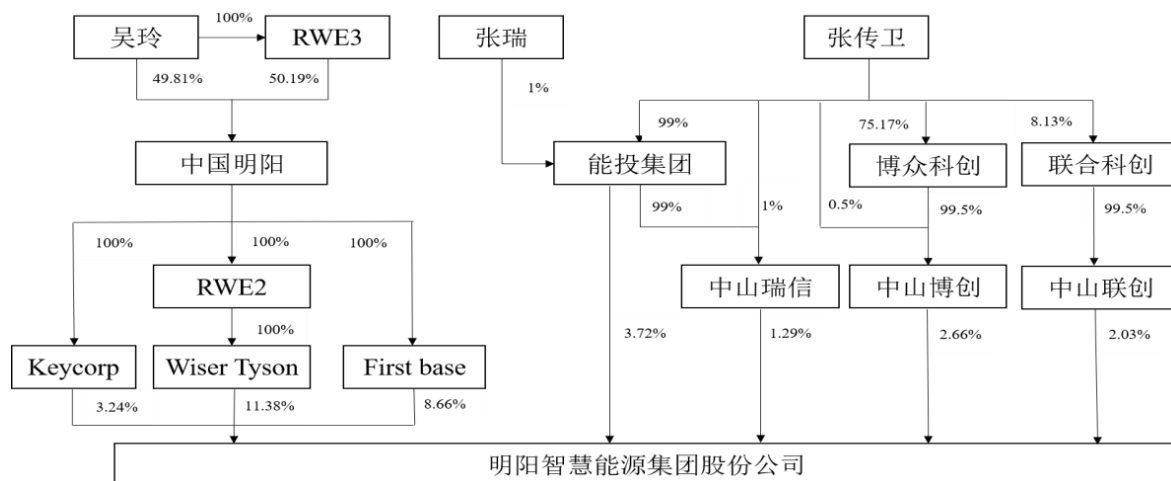 吴玲
100%
RWE3
张瑞
张传卫
49.81%
50.19%
1%
99%
75.17%
8.13%
中国明阳
能投集团
博众科创
联合科创
99%
1%
0.5%
99.5%
99.5%
100%
100%
100%
RWE2
中山瑞信
中山博创
中山联创
100%
3.72%
1.29%
2.66%
2.03%
Keycorp
Wiser Tyson
First base
3.24%
11.38%
8.66%
明阳智慧能源集团股份公司